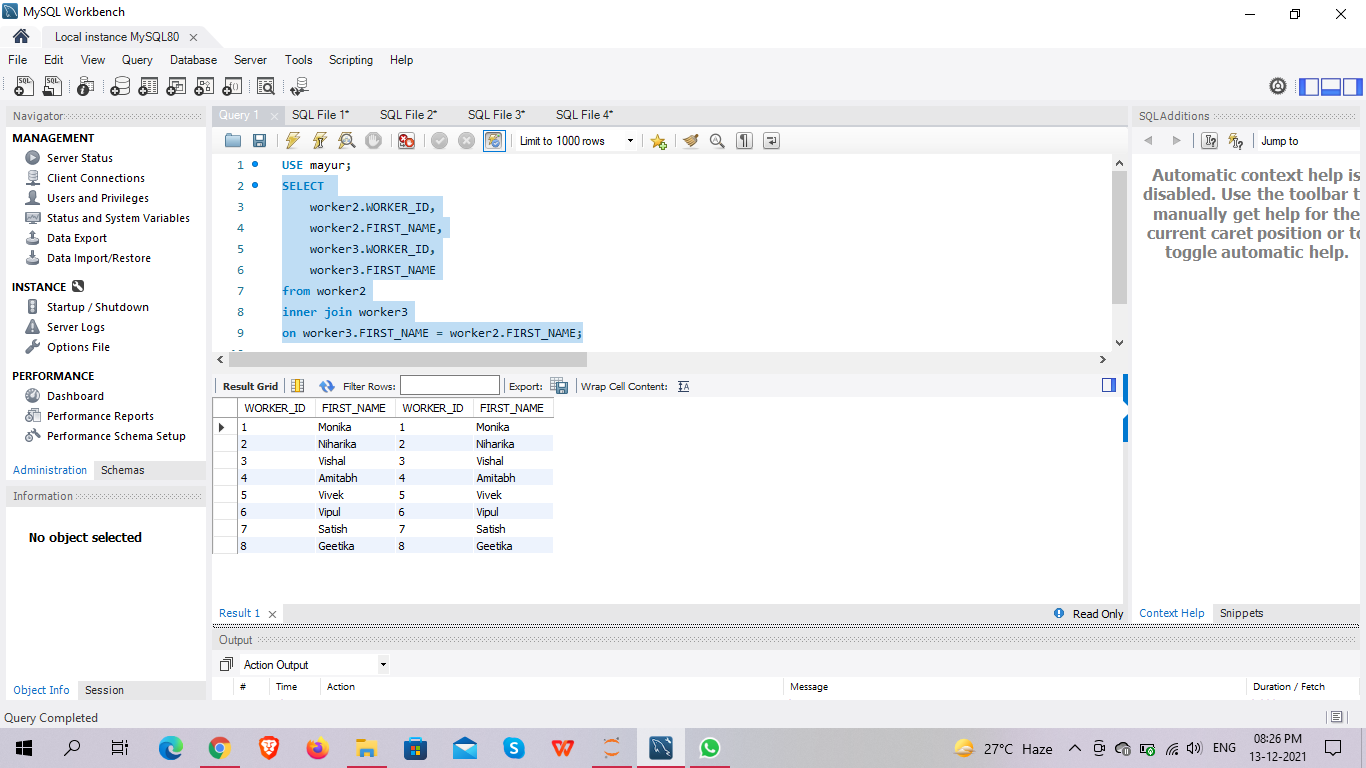 MySQL Workbench
Local instance MySQL80
File Edit View Query Database Server Tools Scripting Help
Navigator
MANAGEMENT
Server Status
Client Connections
Users and Privileges
Status and System Variables
Data Export
Data Import/Restore
INSTANCE
Startup / Shutdown
Server Logs
Options File
PERFORMANCE
Dashboard
Performance Reports
Performance Schema Setup
Administration Schemas
Information
No object selected
Object Info Session
Query 1 SQL File 1* SQL File 2* SQL File 3* SQL File 4*
Limit to 1000 rows
1 USE mayur;
2 SELECT
3 worker2.WORKER_ID,
4 worker2.FIRST_NAME,
5 worker3.WORKER_ID,
6 worker3.FIRST_NAME
7 from worker2
8 inner join worker3
9 on worker3.FIRST_NAME = worker2.FIRST_NAME;
Result Grid Filter Rows: Export: Wrap Cell Content:
WORKER_ID FIRST_NAME WORKER_ID FIRST_NAME
1 Monika 1 Monika
2 Niharika 2 Niharika
3 Vishal 3 Vishal
4 Amitabh 4 Amitabh
5 Vivek 5 Vivek
6 Vipul 6 Vipul
7 Satish 7 Satish
8 Geetika 8 Geetika
Result 1 Read Only
SQLAdditions
Jump to
Automatic context help is
disabled. Use the toolbar t
manually get help for the
current caret position or to
toggle automatic help.
Context Help Snippets
Output
Action Output
# Time Action Message Duration / Fetch
Query Completed
27°C Haze ENG 08:26 PM
13-12-2021